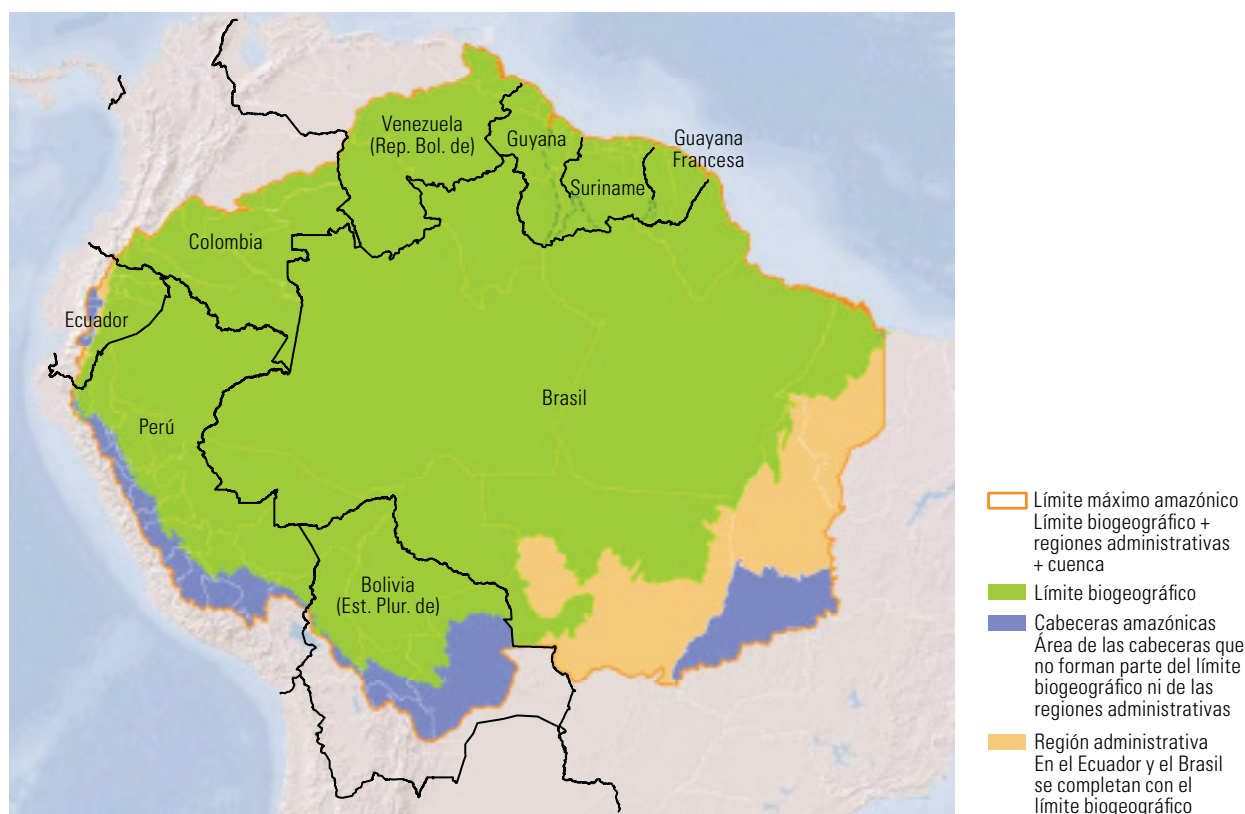 Venezuela
(Rep. Bol. de)
Guyana
Guayana
Francesa
Suriname
Colombia
Ecuador
Brasil
Perú
Bolivia
(Est. Plur. de)
Límite máximo amazónico
Límite biogeográfico +
regiones administrativas
+ cuenca
Límite biogeográfico
Cabeceras amazónicas
Área de las cabeceras que
no forman parte del límite
biogeográfico ni de las
regiones administrativas
Región administrativa
En el Ecuador y el Brasil
se completan con el
límite biogeográfico